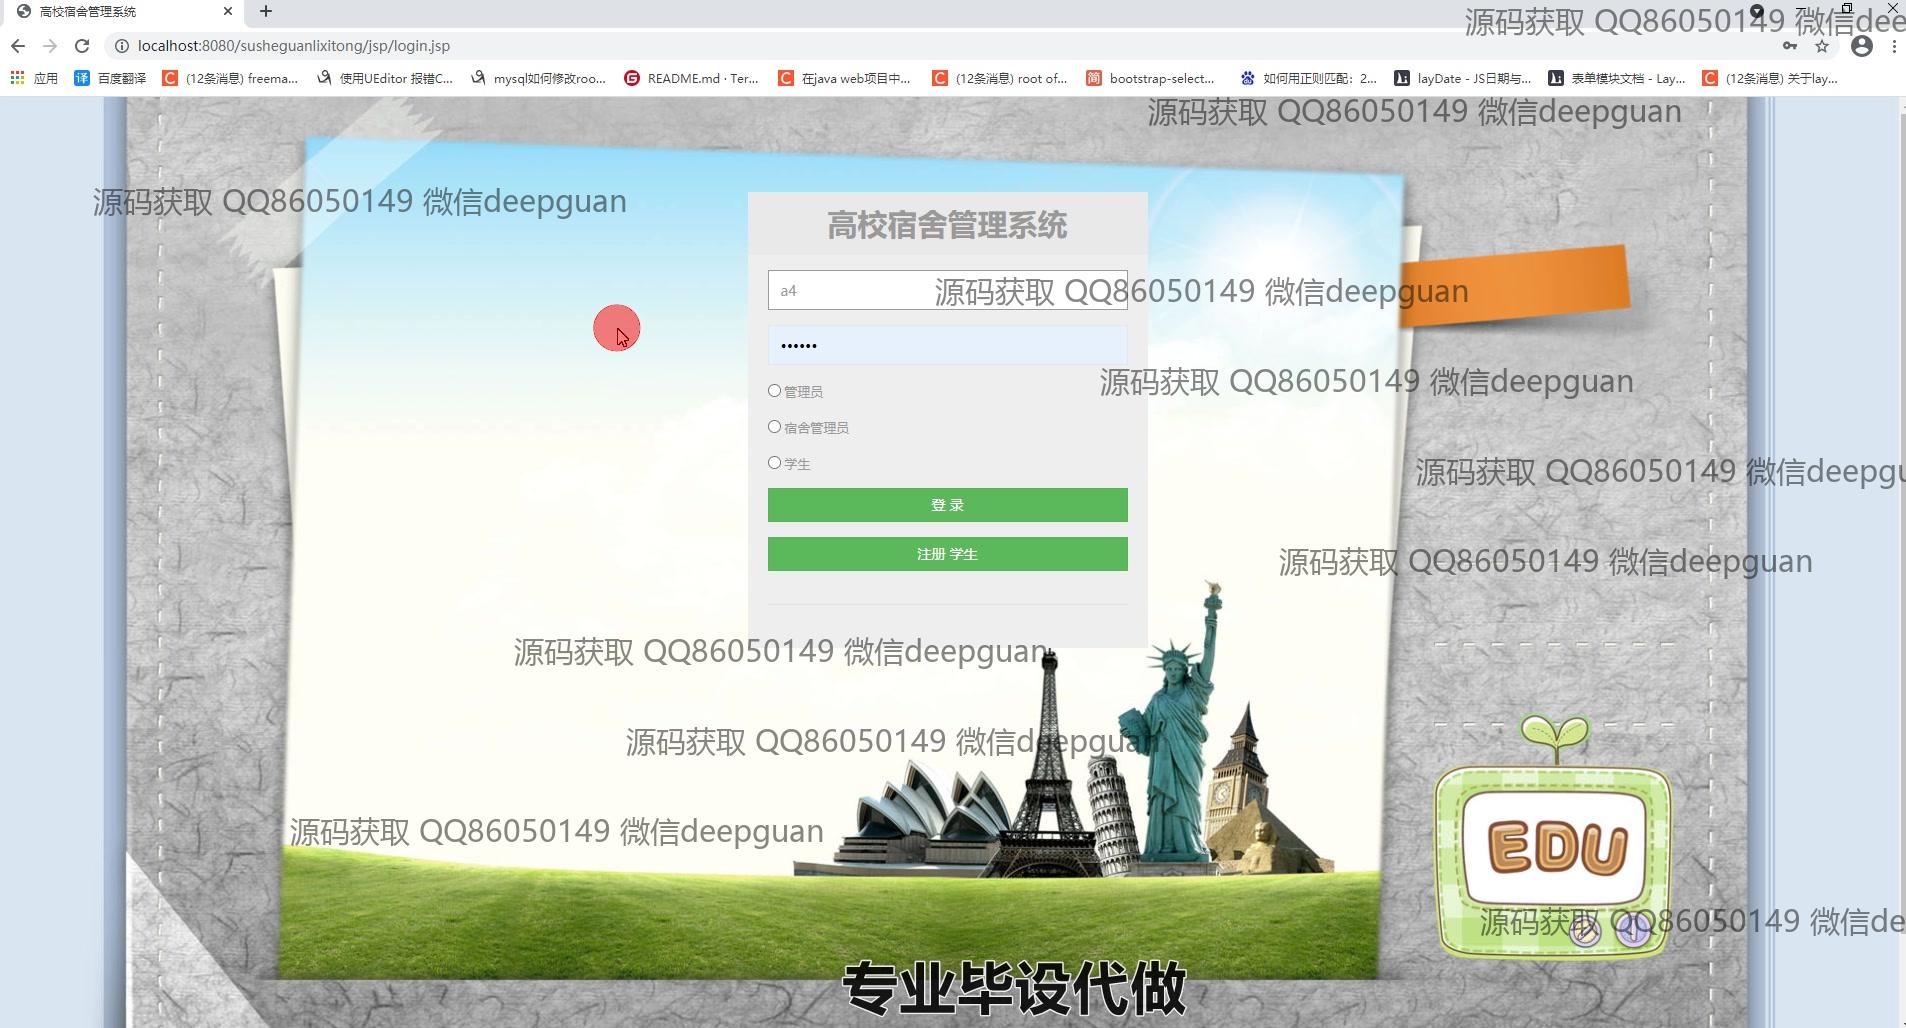 高校宿舍管理系统
源码获取 QQ86050149 微信dee
localhost:8080/susheguanlixitong/jsp/login.jsp
应用
百度翻译
(12条消息) freema...
使用UEditor 报错C...
mysql如何修改roo...
README.md · Ter...
在java web项目中...
(12条消息) root of...
bootstrap-select...
如何用正则匹配：2...
layDate - JS日期与...
表单模块文档 - Lay...
(12条消息) 关于lay...
源码获取 QQ86050149 微信deepguan
源码获取 QQ86050149 微信deepguan
高校宿舍管理系统
a4
源码获取 QQ86050149 微信deepguan
••••••
管理员
源码获取 QQ86050149 微信deepguan
宿舍管理员
学生
源码获取 QQ86050149 微信deepgu
登 录
注册 学生
源码获取 QQ86050149 微信deepguan
源码获取 QQ86050149 微信deepguan
源码获取 QQ86050149 微信deepguan
源码获取 QQ86050149 微信deepguan
EDU
源码获取 QQ86050149 微信dee
专业毕设代做